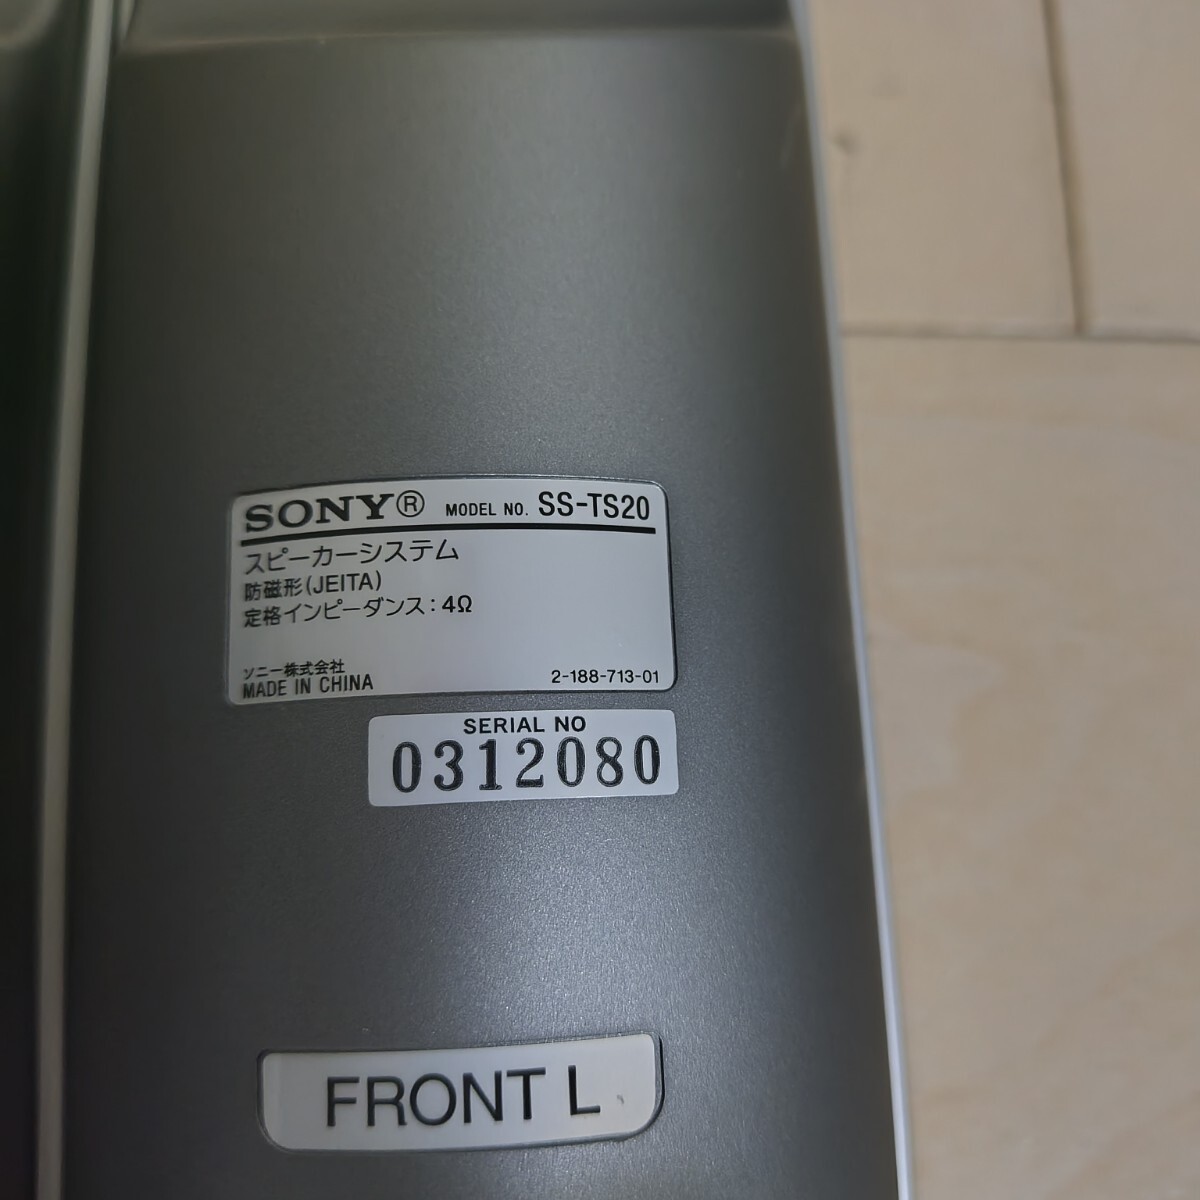 SONY® MODEL NO. SS-TS20
スピーカーシステム
防磁形(JEITA)
定格インピーダンス：4Ω
ソニー株式会社
MADE IN CHINA 2-188-713-01
SERIAL NO
0312080
FRONT L